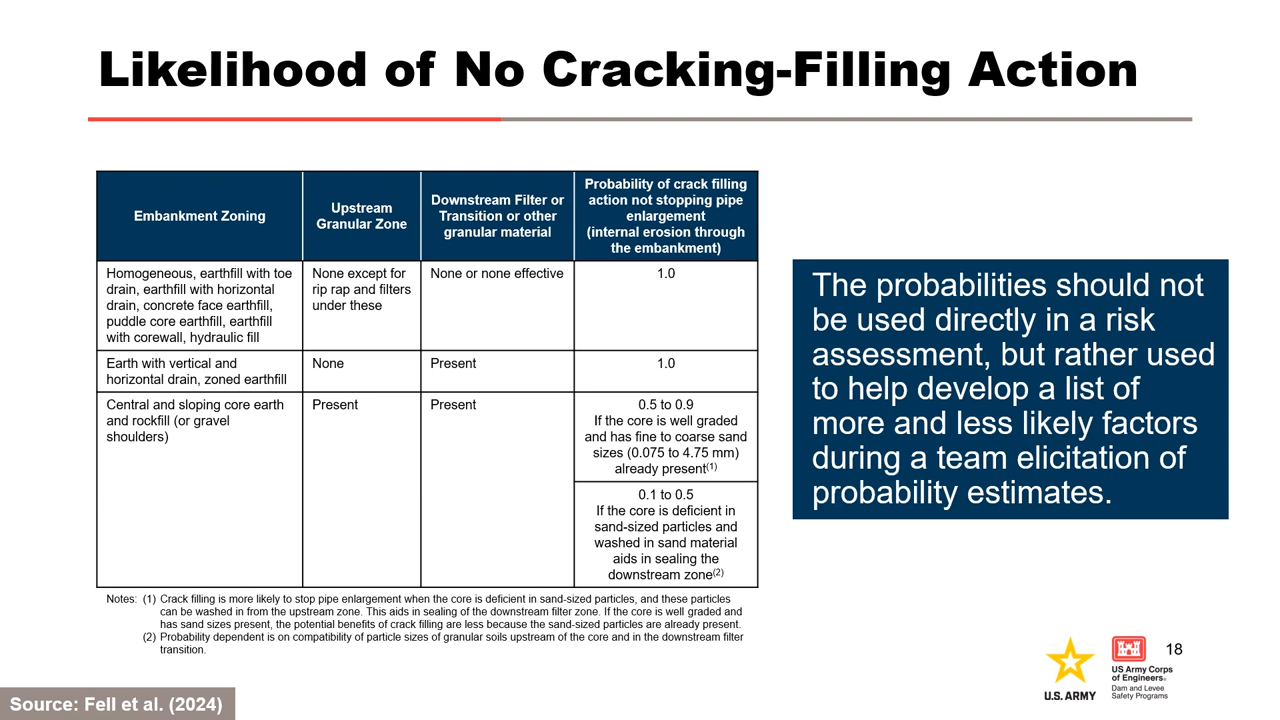 Likelihood of No Cracking-Filling Action
Embankment Zoning
Upstream
Granular Zone
Downstream Filter or
Transition or other
granular material
Probability of crack filling
action not stopping pipe
enlargement
(internal erosion through
the embankment)
Homogeneous, earthfill with toe
drain, earthfill with horizontal
drain, concrete face earthfill,
puddle core earthfill, earthfill
with corewall, hydraulic fill
None except for
rip rap and filters
under these
None or none effective
1.0
Earth with vertical and
horizontal drain, zoned earthfill
None
Present
1.0
Central and sloping core earth
and rockfill (or gravel
shoulders)
Present
Present
0.5 to 0.9
If the core is well graded
and has fine to coarse sand
sizes (0.075 to 4.75 mm)
already present(1)
0.1 to 0.5
If the core is deficient in
sand-sized particles and
washed in sand material
aids in sealing the
downstream zone(2)
Notes: (1) Crack filling is more likely to stop pipe enlargement when the core is deficient in sand-sized particles, and these particles
can be washed in from the upstream zone. This aids in sealing of the downstream filter zone. If the core is well graded and
has sand sizes present, the potential benefits of crack filling are less because the sand-sized particles are already present.
(2) Probability dependent is on compatibility of particle sizes of granular soils upstream of the core and in the downstream filter
transition.
The probabilities should not
be used directly in a risk
assessment, but rather used
to help develop a list of
more and less likely factors
during a team elicitation of
probability estimates.
U.S. ARMY
US Army Corps
of Engineers®
Dam and Levee
Safety Programs
18
Source: Fell et al. (2024)